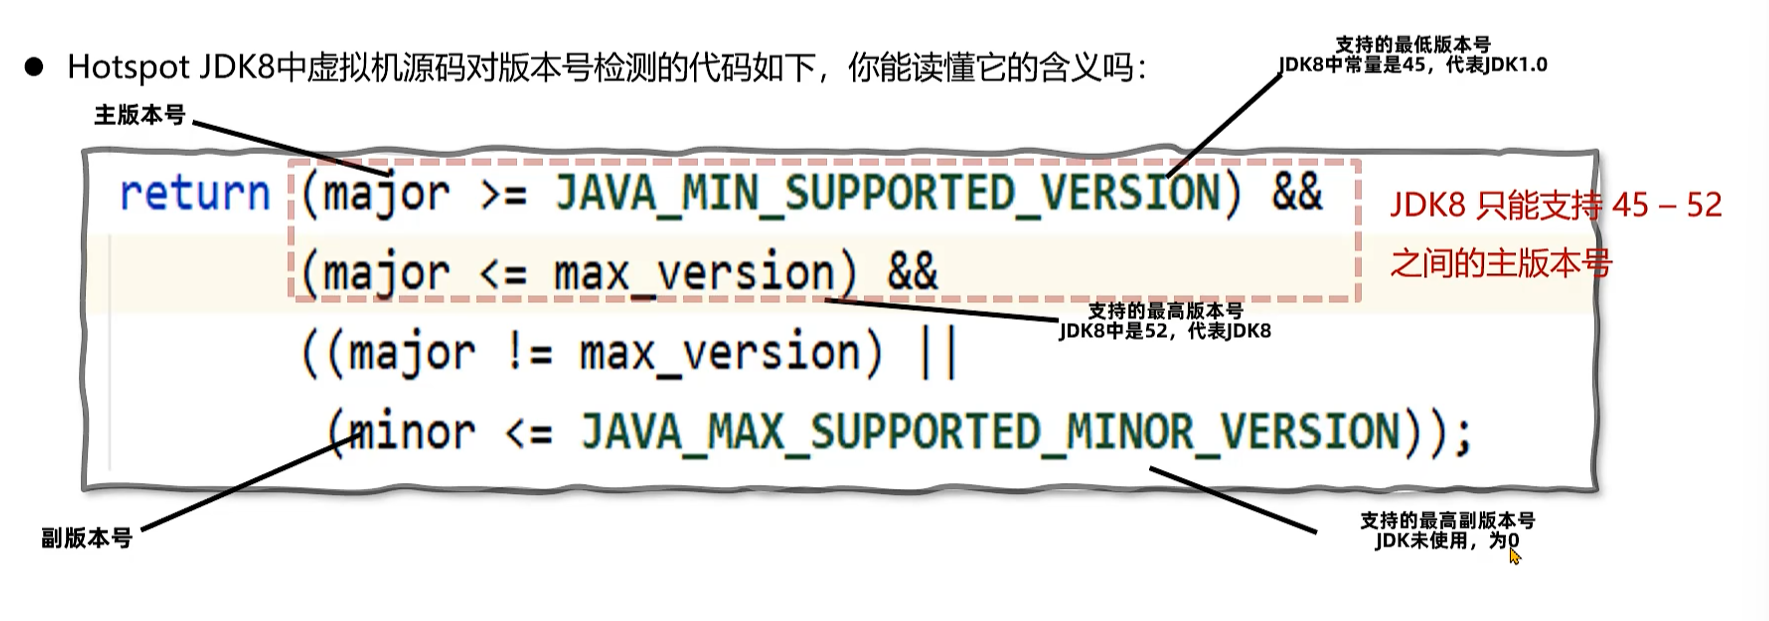 支持的最低版本号
JDK8中常量是45，代表JDK1.0
● Hotspot JDK8中虚拟机源码对版本号检测的代码如下，你能读懂它的含义吗：
主版本号
return (major >= JAVA_MIN_SUPPORTED_VERSION) &&
(major <= max_version) &&
((major != max_version) ||
(minor <= JAVA_MAX_SUPPORTED_MINOR_VERSION));
JDK8 只能支持 45 – 52
之间的主版本号
支持的最高版本号
JDK8中是52，代表JDK8
副版本号
支持的最高副版本号
JDK未使用，为0